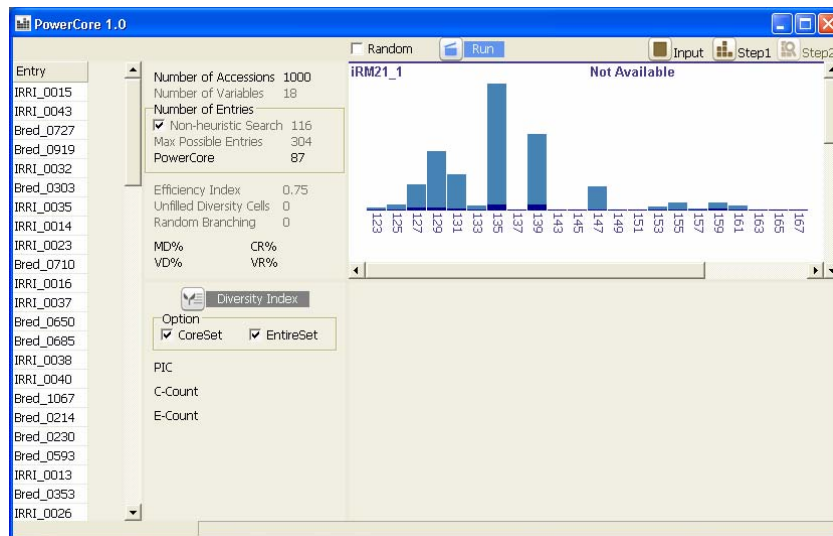 PowerCore 1.0
Random Run Input Step1 Step2
Entry
IRRI_0015
IRRI_0043
Bred_0727
Bred_0919
IRRI_0032
Bred_0303
IRRI_0035
IRRI_0014
IRRI_0023
Bred_0710
IRRI_0016
IRRI_0037
Bred_0650
Bred_0685
IRRI_0038
IRRI_0040
Bred_1067
Bred_0214
Bred_0230
Bred_0593
IRRI_0013
Bred_0353
IRRI_0026
Number of Accessions 1000
Number of Variables 18
Number of Entries
Non-heuristic Search 116
Max Possible Entries 304
PowerCore 87
Efficiency Index 0.75
Unfilled Diversity Cells 0
Random Branching 0
MD% CR%
VD% VR%
Diversity Index
Option
CoreSet EntireSet
PIC
C-Count
E-Count
iRM21_1 Not Available
123 125 127 129 131 133 135 137 139 143 145 147 149 151 153 155 157 159 161 163 165 167